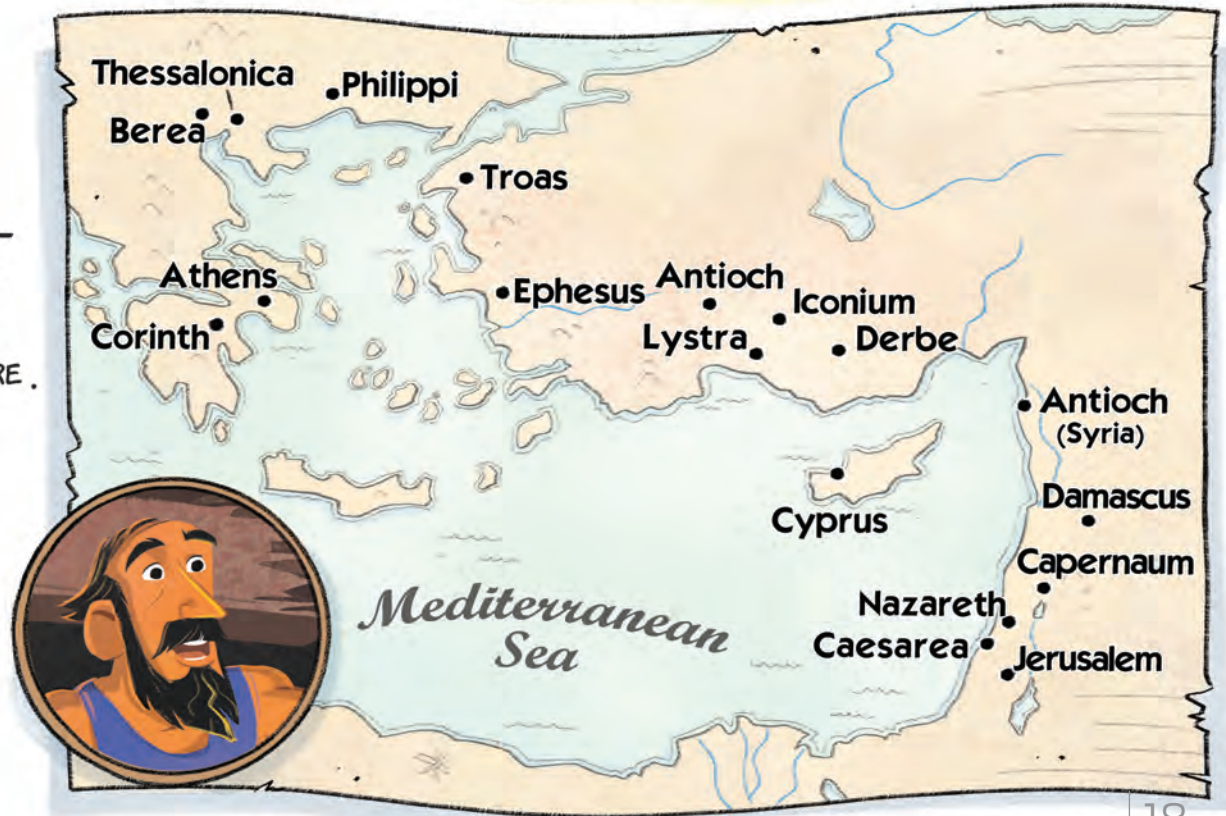 Thessalonica
Philippi
Berea
Troas
Athens
Ephesus
Antioch
Iconium
Corinth
Lystra
Derbe
RE.
Antioch
(Syria)
Cyprus
Damascus
Capernaum
Mediterranean
Sea
Nazareth
Caesarea
Jerusalem